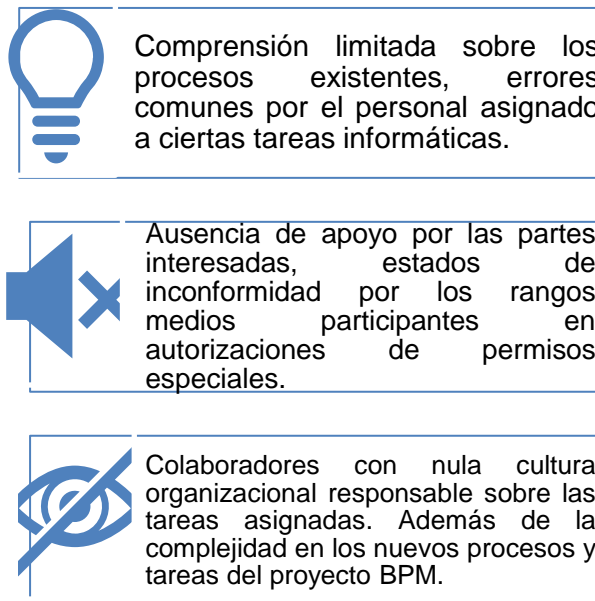 Comprensión limitada sobre los
procesos existentes, errores
comunes por el personal asignado
a ciertas tareas informáticas.
Ausencia de apoyo por las partes
interesadas, estados de
inconformidad por los rangos
medios participantes en
autorizaciones de permisos
especiales.
Colaboradores con nula cultura
organizacional responsable sobre las
tareas asignadas. Además de la
complejidad en los nuevos procesos y
tareas del proyecto BPM.